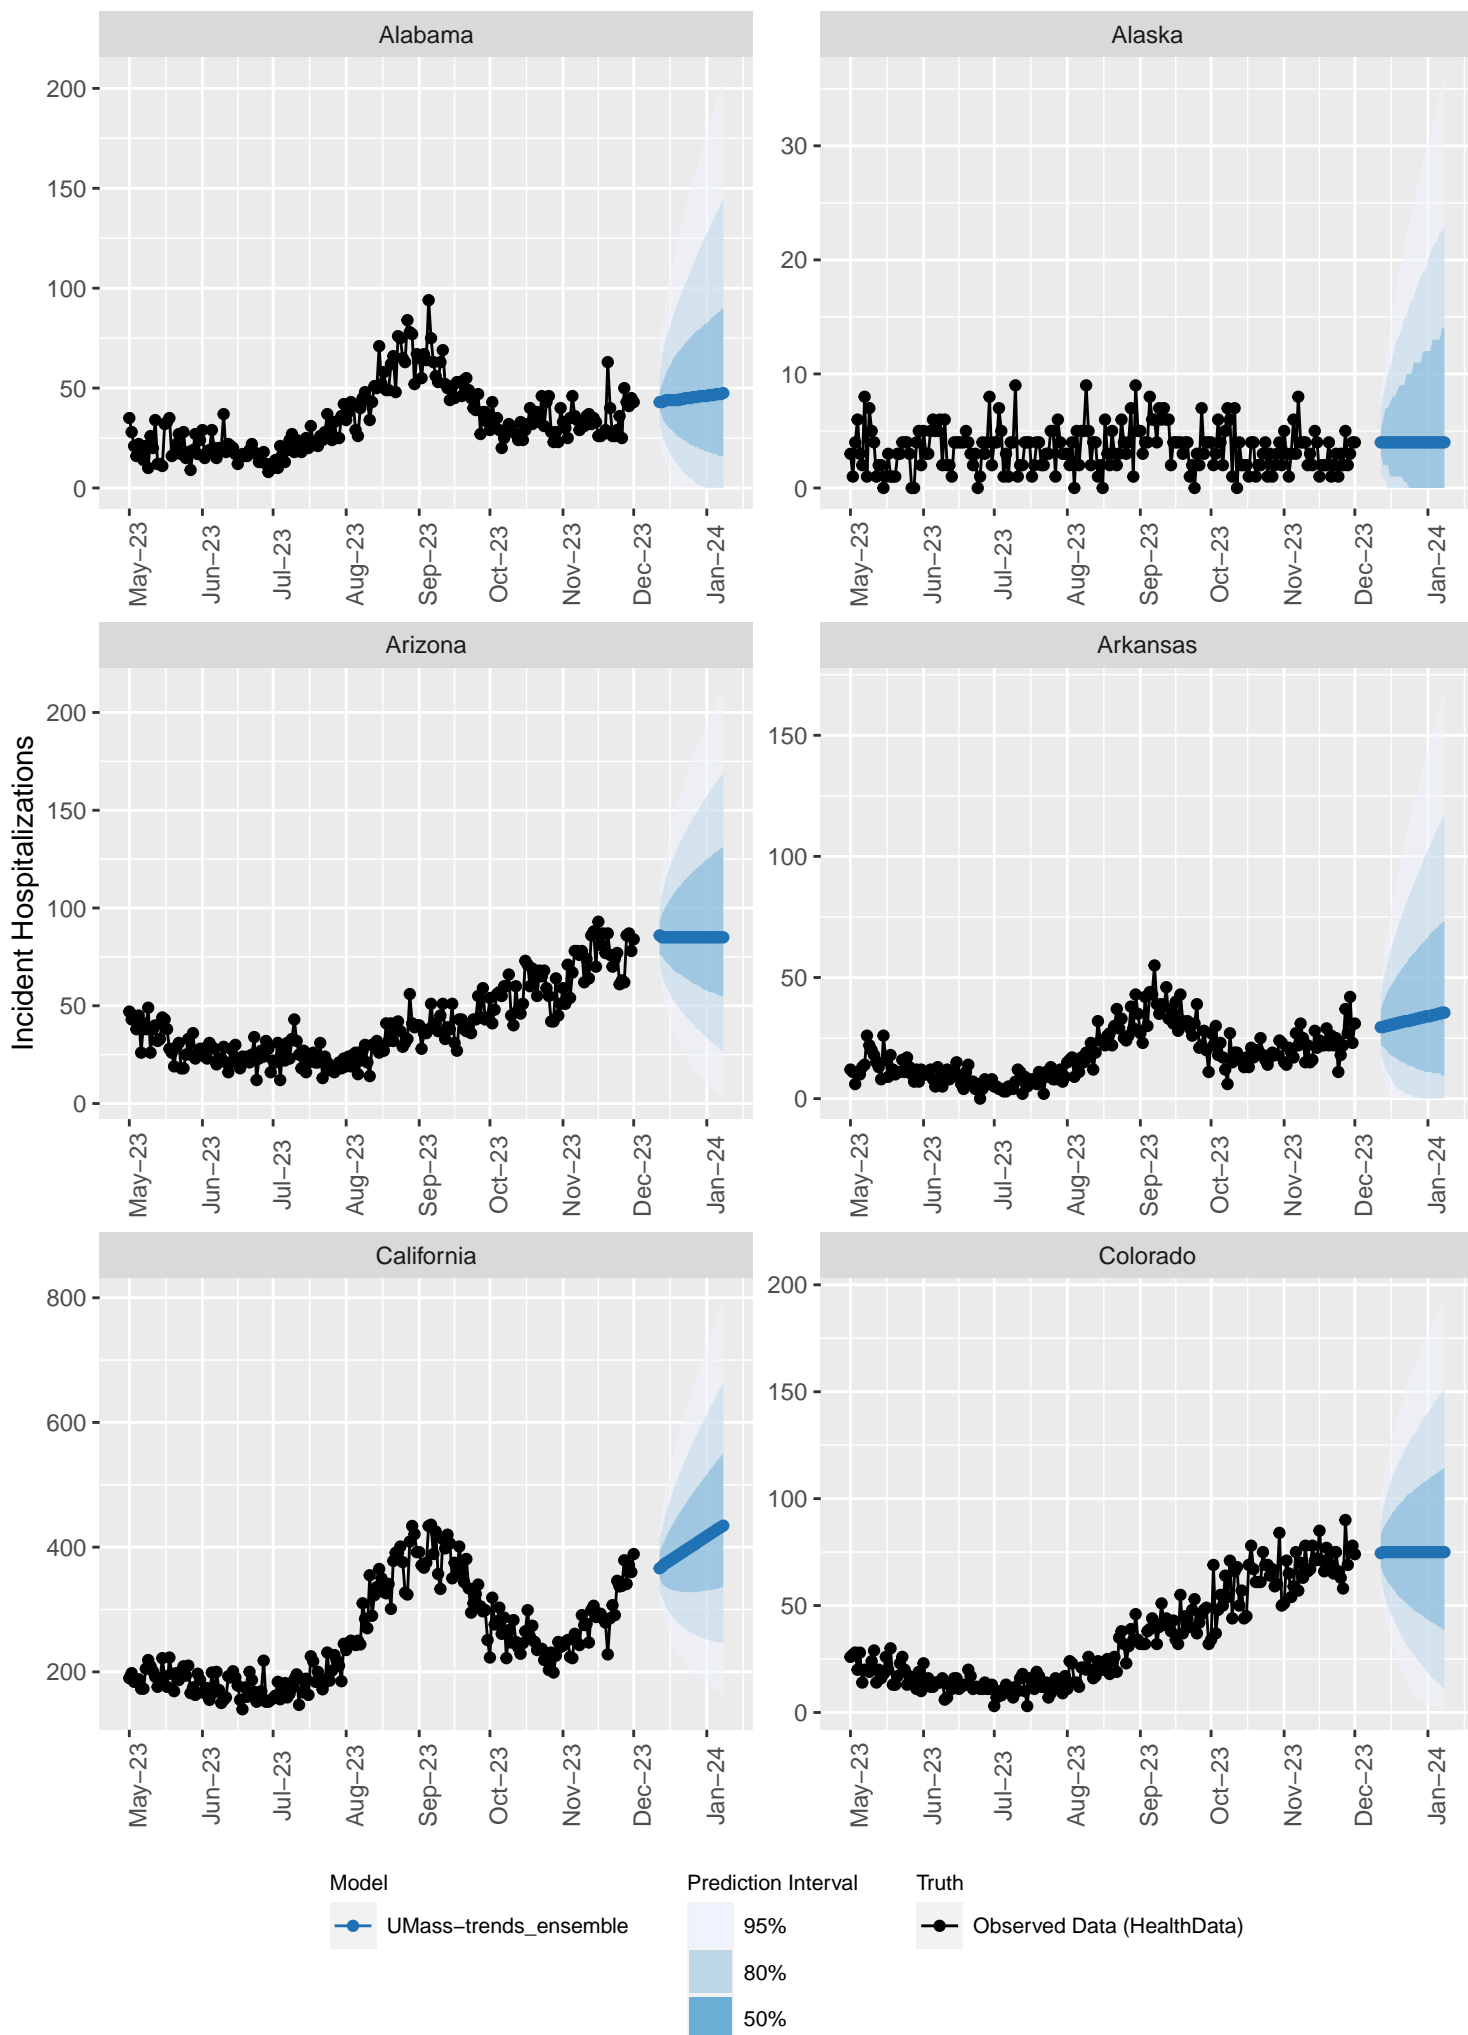 Alabama
Alaska
200
150
100
50
0
30
20
10
0
May−23
Jun−23
Jul−23
Aug−23
Sep−23
Oct−23
Nov−23
Dec−23
Jan−24
May−23
Jun−23
Jul−23
Aug−23
Sep−23
Oct−23
Nov−23
Dec−23
Jan−24
Incident Hospitalizations
Arizona
Arkansas
200
150
100
50
0
150
100
50
0
May−23
Jun−23
Jul−23
Aug−23
Sep−23
Oct−23
Nov−23
Dec−23
Jan−24
May−23
Jun−23
Jul−23
Aug−23
Sep−23
Oct−23
Nov−23
Dec−23
Jan−24
California
Colorado
800
600
400
200
200
150
100
50
0
May−23
Jun−23
Jul−23
Aug−23
Sep−23
Oct−23
Nov−23
Dec−23
Jan−24
May−23
Jun−23
Jul−23
Aug−23
Sep−23
Oct−23
Nov−23
Dec−23
Jan−24
Model
UMass−trends_ensemble
Prediction Interval
95%
80%
50%
Truth
Observed Data (HealthData)